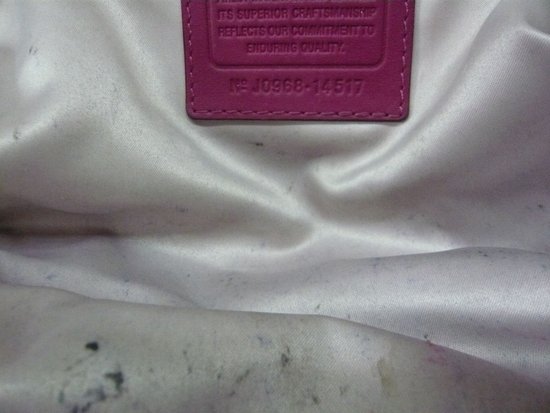 ITS SUPERIOR CRAFTSMANSHIP
REFLECTS OUR COMMITMENT TO
ENDURING QUALITY.
Nº J0968-14517